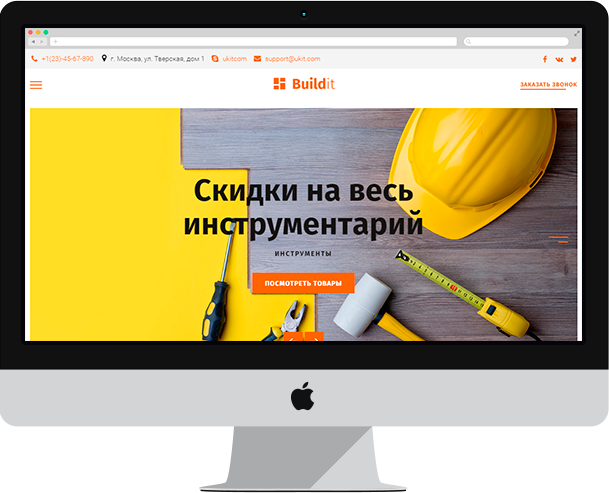 +1(23)-45-67-890 г. Москва, ул. Тверская, дом 1 ukitcom support@ukit.com
Buildit
ЗАКАЗАТЬ ЗВОНОК
Скидки на весь
инструментарий
ИНСТРУМЕНТЫ
ПОСМОТРЕТЬ ТОВАРЫ